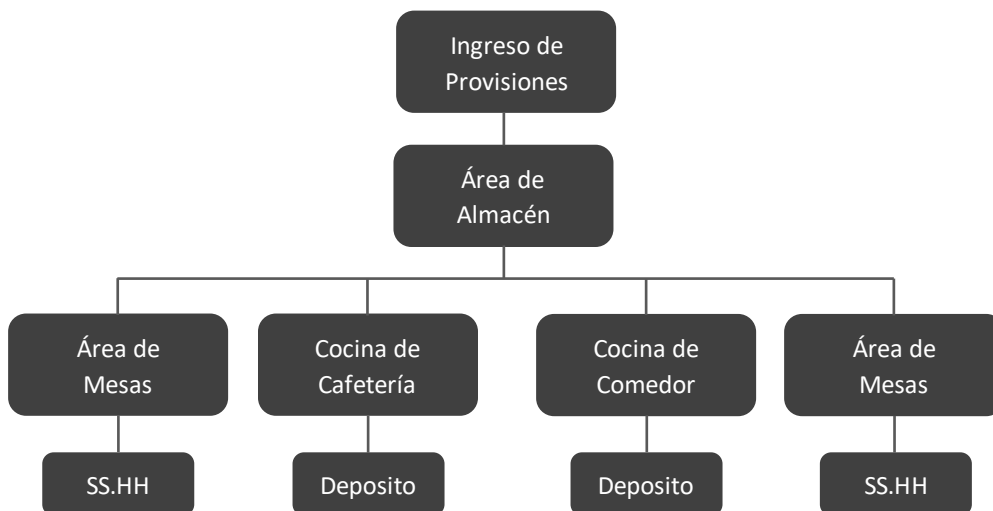 Ingreso de
Provisiones
Área de
Almacén
Área de
Mesas
Cocina de
Cafetería
Cocina de
Comedor
Área de
Mesas
SS.HH
Deposito
Deposito
SS.HH